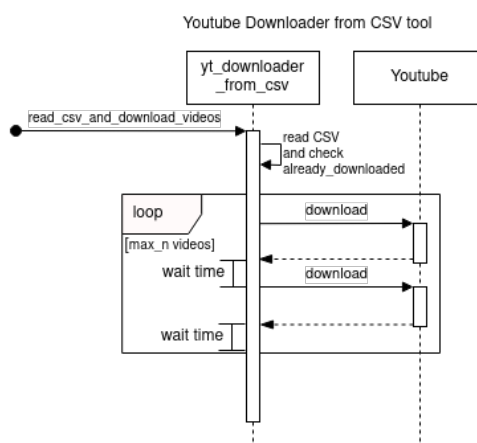 Youtube Downloader from CSV tool
yt_downloader
_from_csv
Youtube
read_csv_and_download_videos
read CSV
and check
already_downloaded
loop
download
[max_n videos]
wait time
download
wait time